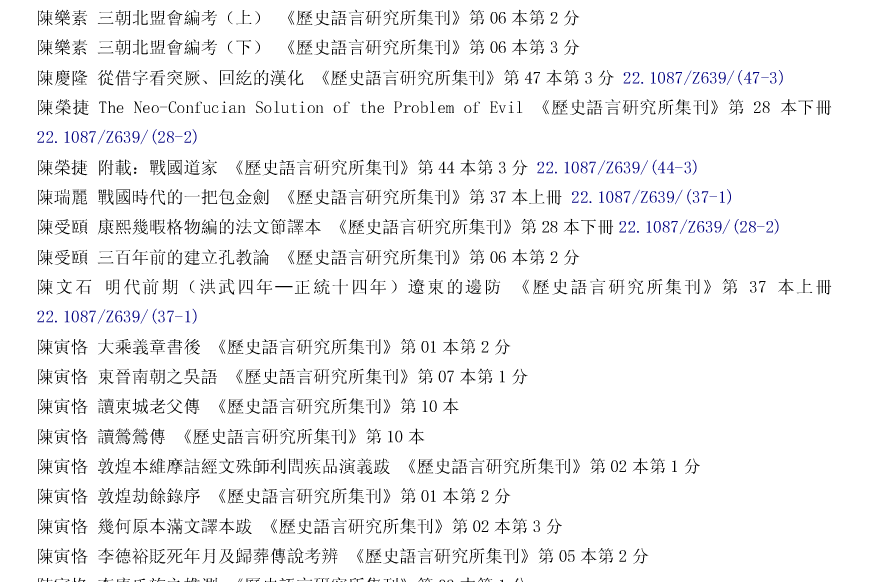 陳樂素 三朝北盟會編考（上） 《歷史語言研究所集刊》第 06 本第 2 分
陳樂素 三朝北盟會編考（下） 《歷史語言研究所集刊》第 06 本第 3 分
陳慶隆 從借字看突厥、回紇的漢化 《歷史語言研究所集刊》第 47 本第 3 分 22.1087/Z639/(47-3)
陳榮捷 The Neo-Confucian Solution of the Problem of Evil 《歷史語言研究所集刊》第 28 本下冊
22.1087/Z639/(28-2)
陳榮捷 附載：戰國道家 《歷史語言研究所集刊》第 44 本第 3 分 22.1087/Z639/(44-3)
陳瑞麗 戰國時代的一把包金劍 《歷史語言研究所集刊》第 37 本上冊 22.1087/Z639/(37-1)
陳受頤 康熙幾暇格物編的法文節譯本 《歷史語言研究所集刊》第 28 本下冊 22.1087/Z639/(28-2)
陳受頤 三百年前的建立孔教論 《歷史語言研究所集刊》第 06 本第 2 分
陳文石 明代前期（洪武四年—正統十四年）遼東的邊防 《歷史語言研究所集刊》第 37 本上冊
22.1087/Z639/(37-1)
陳寅恪 大乘義章書後 《歷史語言研究所集刊》第 01 本第 2 分
陳寅恪 東晉南朝之吳語 《歷史語言研究所集刊》第 07 本第 1 分
陳寅恪 讀東城老父傳 《歷史語言研究所集刊》第 10 本
陳寅恪 讀鶯鶯傳 《歷史語言研究所集刊》第 10 本
陳寅恪 敦煌本維摩詰經文殊師利問疾品演義跋 《歷史語言研究所集刊》第 02 本第 1 分
陳寅恪 敦煌劫餘錄序 《歷史語言研究所集刊》第 01 本第 2 分
陳寅恪 幾何原本滿文譯本跋 《歷史語言研究所集刊》第 02 本第 3 分
陳寅恪 李德裕貶死年月及歸葬傳說考辨 《歷史語言研究所集刊》第 05 本第 2 分